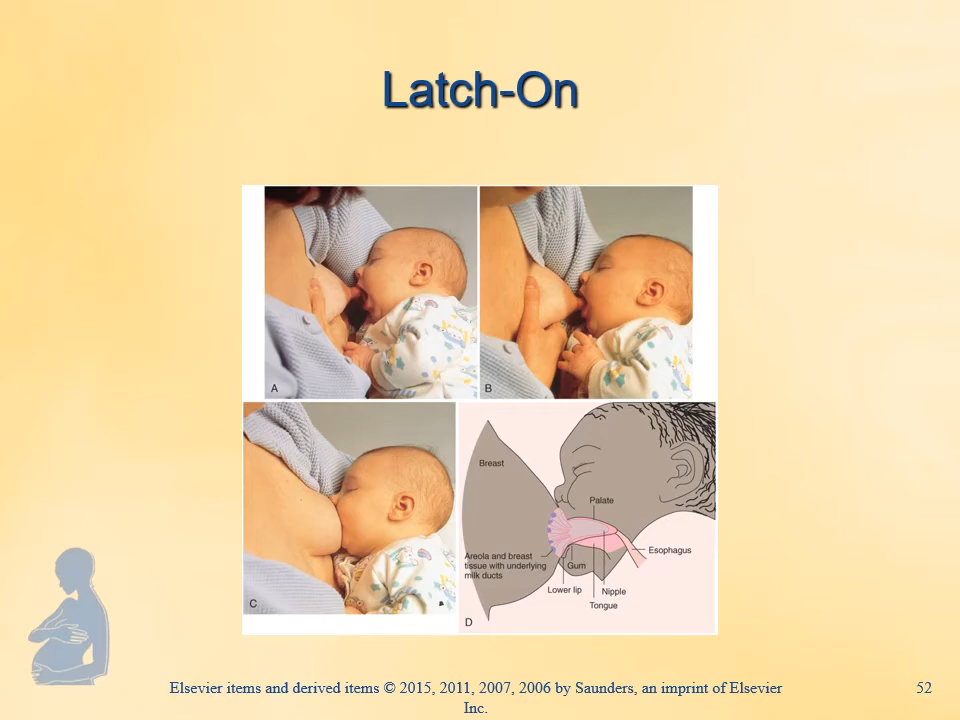 Latch-On
A
B
C
Breast
Palate
Esophagus
Areola and breast
tissue with underlying
milk ducts
Gum
Lower lip
Nipple
Tongue
D
Elsevier items and derived items © 2015, 2011, 2007, 2006 by Saunders, an imprint of Elsevier
Inc.
52